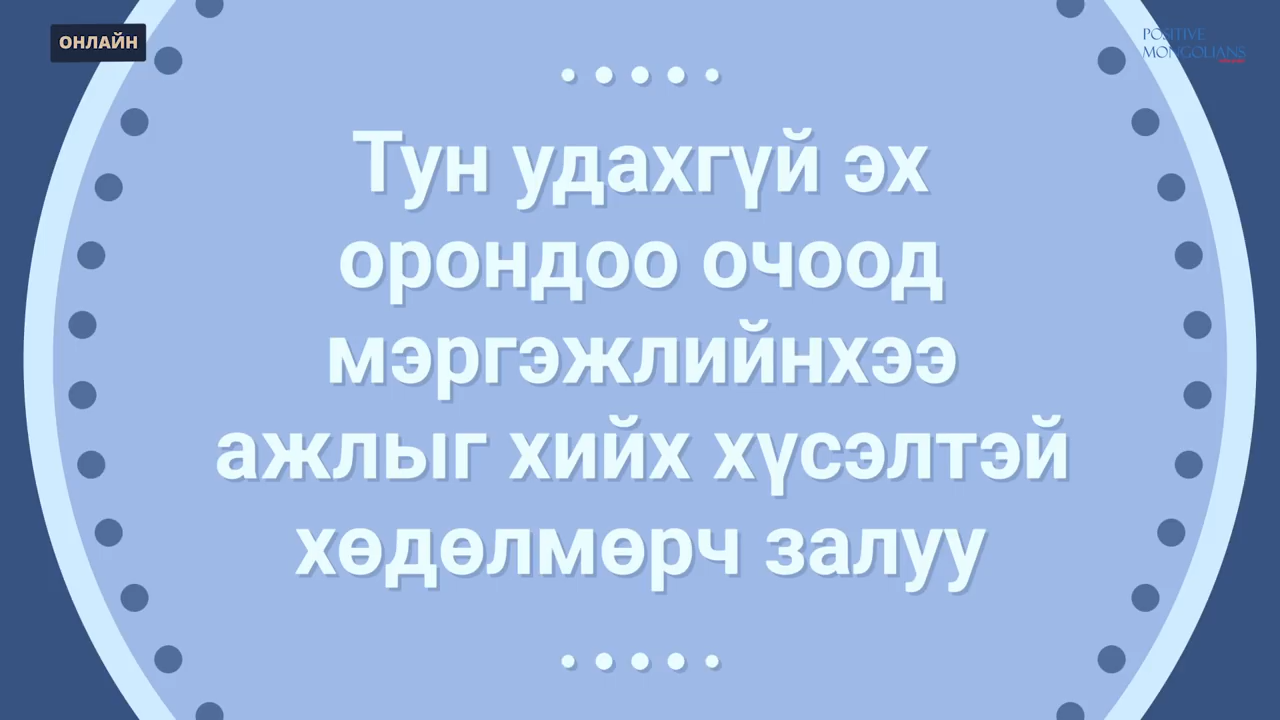 ОНЛАЙН
POSITIVE
MONGOLIANS
Тун удахгүй эх
орондоо очоод
мэргэжлийнхээ
ажлыг хийх хүсэлтэй
хөдөлмөрч залуу